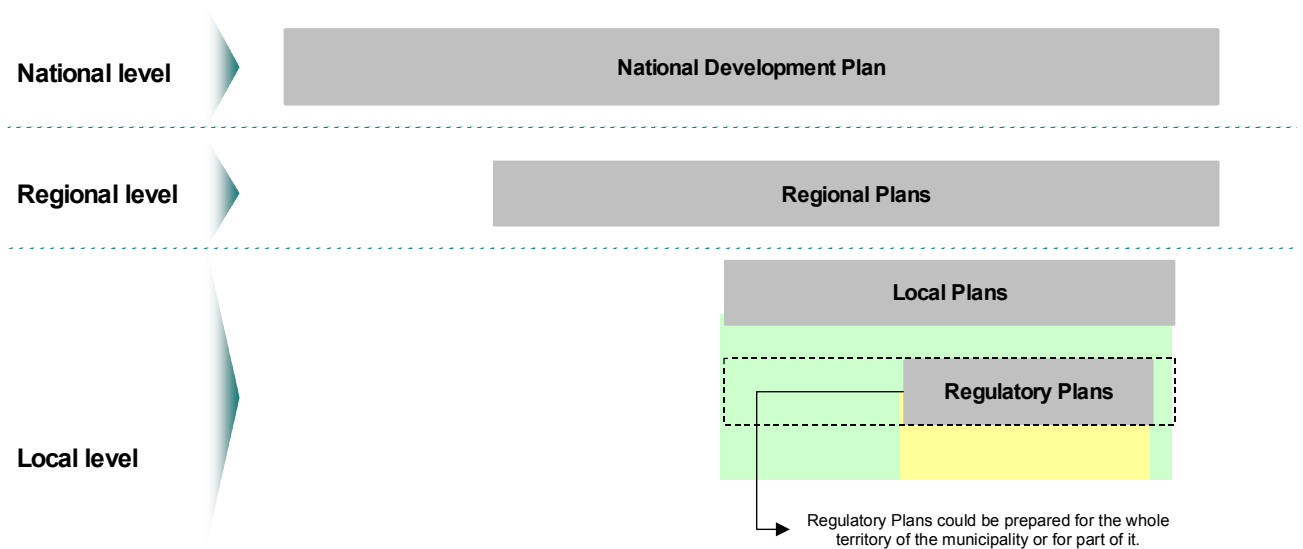 National level
National Development Plan
Regional level
Regional Plans
Local Plans
Regulatory Plans
Local level
Regulatory Plans could be prepared for the whole
territory of the municipality or for part of it.